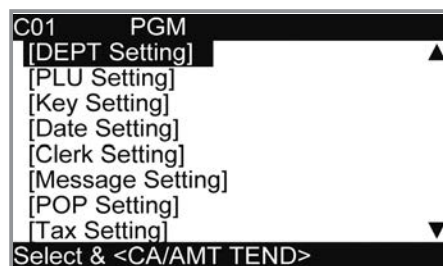 C01 PGM
[DEPT Setting]
[PLU Setting]
[Key Setting]
[Date Setting]
[Clerk Setting]
[Message Setting]
[POP Setting]
[Tax Setting]
Select & <CA/AMT TEND>